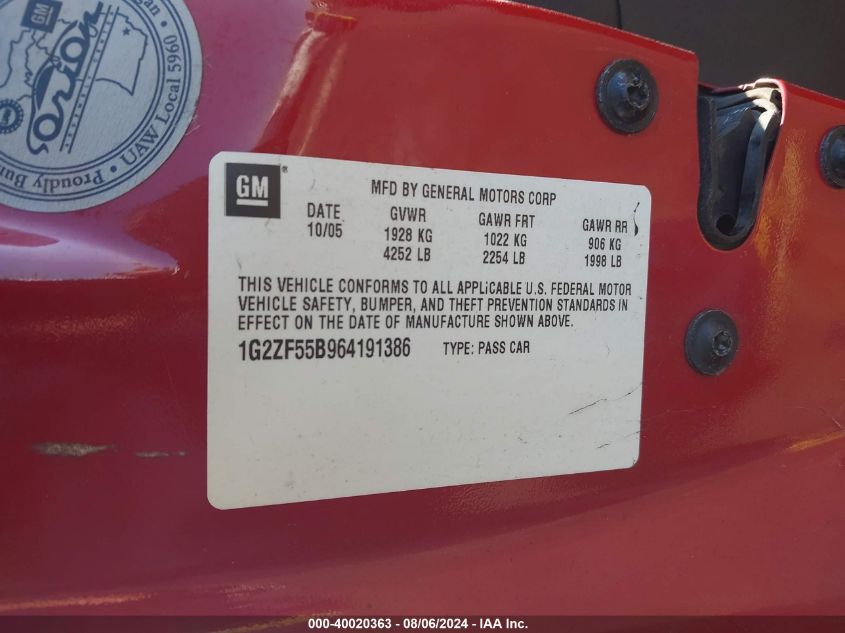 GM
orion
UAW Local 5960
Proudly
GM
MFD BY GENERAL MOTORS CORP
DATE GVWR GAWR FRT GAWR RR
10/05 1928 KG 1022 KG 906 KG
4252 LB 2254 LB 1998 LB
THIS VEHICLE CONFORMS TO ALL APPLICABLE U.S. FEDERAL MOTOR
VEHICLE SAFETY, BUMPER, AND THEFT PREVENTION STANDARDS IN
EFFECT ON THE DATE OF MANUFACTURE SHOWN ABOVE.
1G2ZF55B964191386 TYPE: PASS CAR
000-40020363 - 08/06/2024 - IAA Inc.